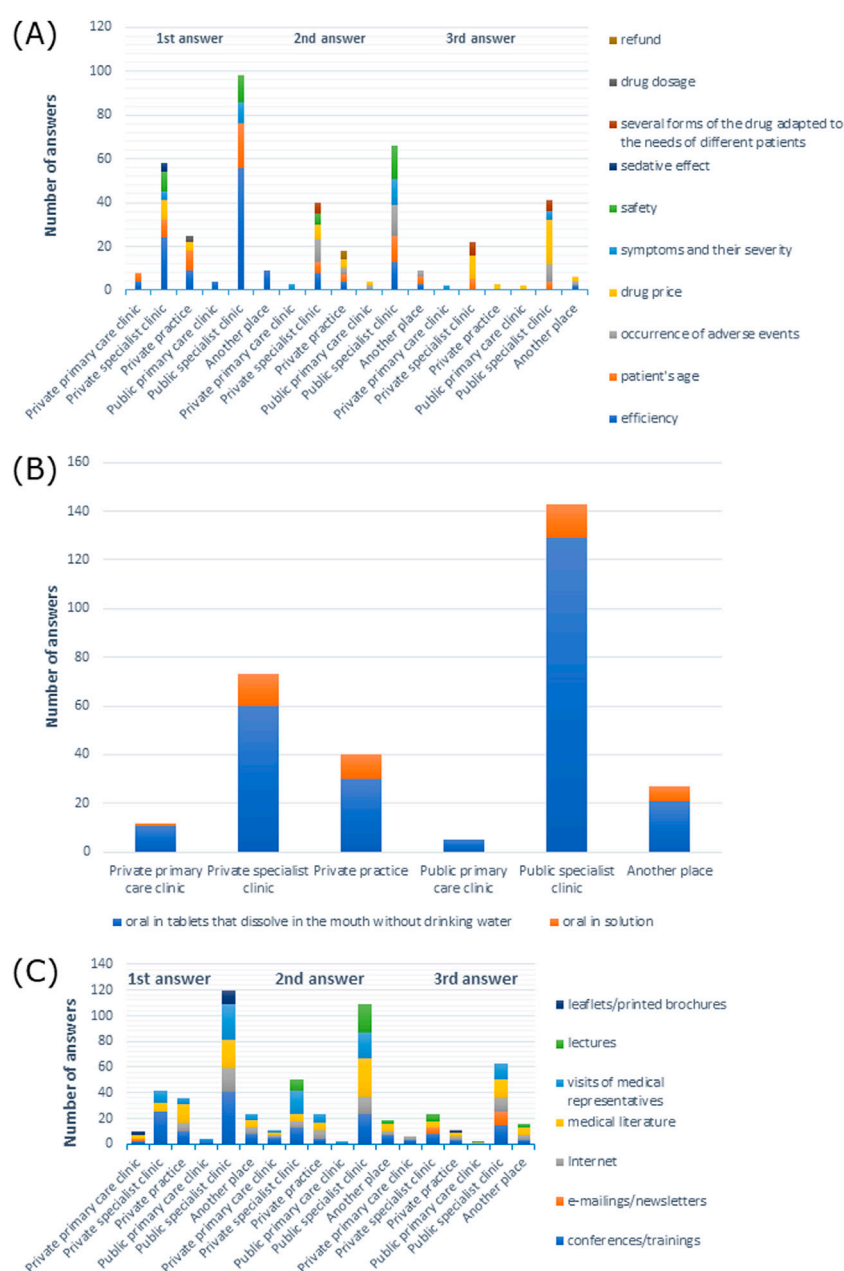 (A)
120
100
80
60
40
20
0
Number of answers
1st answer 2nd answer 3rd answer
Private primary care clinic
Private specialist clinic
Private practice
Public primary care clinic
Public specialist clinic
Another place
Private primary care clinic
Private specialist clinic
Private practice
Public primary care clinic
Public specialist clinic
Another place
Private primary care clinic
Private specialist clinic
Private practice
Public primary care clinic
Public specialist clinic
Another place
refund
drug dosage
several forms of the drug adapted to
the needs of different patients
sedative effect
safety
symptoms and their severity
drug price
occurrence of adverse events
patient's age
efficiency
(B)
160
140
120
100
80
60
40
20
0
Number of answers
Private primary
care clinic
Private specialist
clinic
Private practice
Public primary
care clinic
Public specialist
clinic
Another place
oral in tablets that dissolve in the mouth without drinking water
oral in solution
(C)
140
120
100
80
60
40
20
0
Number of answers
1st answer 2nd answer 3rd answer
Private primary care clinic
Private specialist clinic
Private practice
Public primary care clinic
Public specialist clinic
Another place
Private primary care clinic
Private specialist clinic
Private practice
Public primary care clinic
Public specialist clinic
Another place
Private primary care clinic
Private specialist clinic
Private practice
Public primary care clinic
Public specialist clinic
Another place
leaflets/printed brochures
lectures
visits of medical
representatives
medical literature
Internet
e-mailings/newsletters
conferences/trainings